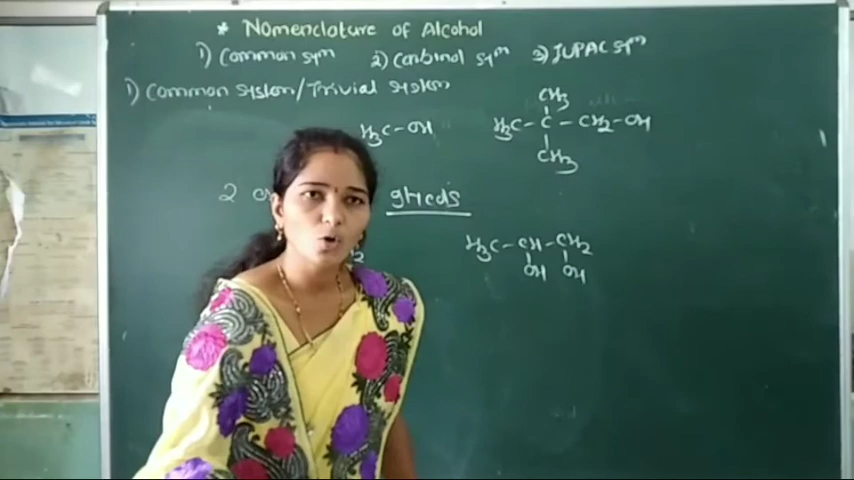 * Nomenclature of Alcohol
1) Common sym 2) Carbinol sym 3) IUPAC sym
1) Common system/Trivial system
CH3
H3C-OH H3C-C-CH2-OH
CH3
2
H3C-CH-CH2
OH OH